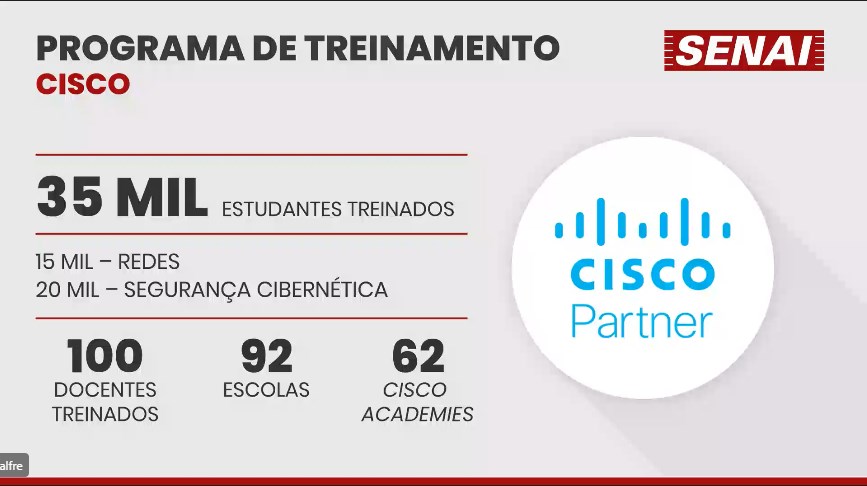 PROGRAMA DE TREINAMENTO
CISCO
SENAI
35 MIL ESTUDANTES TREINADOS
15 MIL – REDES
20 MIL – SEGURANÇA CIBERNÉTICA
100
DOCENTES
TREINADOS
92
ESCOLAS
62
CISCO
ACADEMIES
CISCO
Partner
alfre